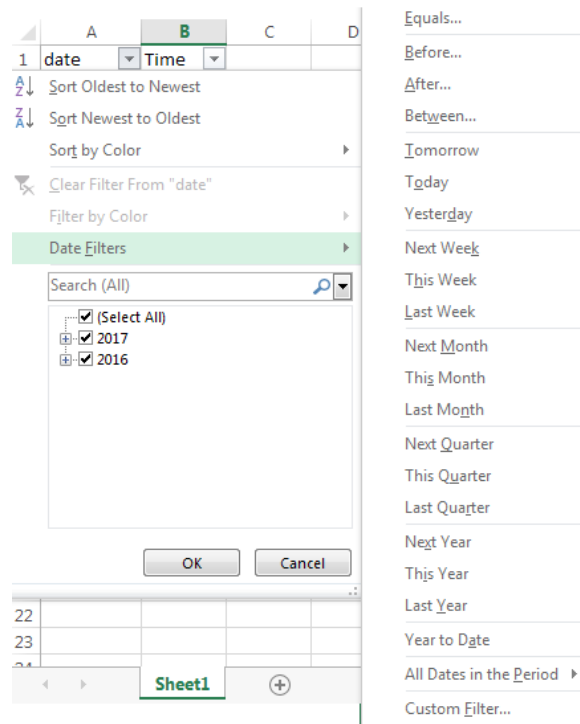 A B C D
1 date Time
Sort Oldest to Newest
Sort Newest to Oldest
Sort by Color
Clear Filter From "date"
Filter by Color
Date Filters
Search (All)
(Select All)
2017
2016
OK Cancel
22
23
24
Sheet1
Equals...
Before...
After...
Between...
Tomorrow
Today
Yesterday
Next Week
This Week
Last Week
Next Month
This Month
Last Month
Next Quarter
This Quarter
Last Quarter
Next Year
This Year
Last Year
Year to Date
All Dates in the Period
Custom Filter...